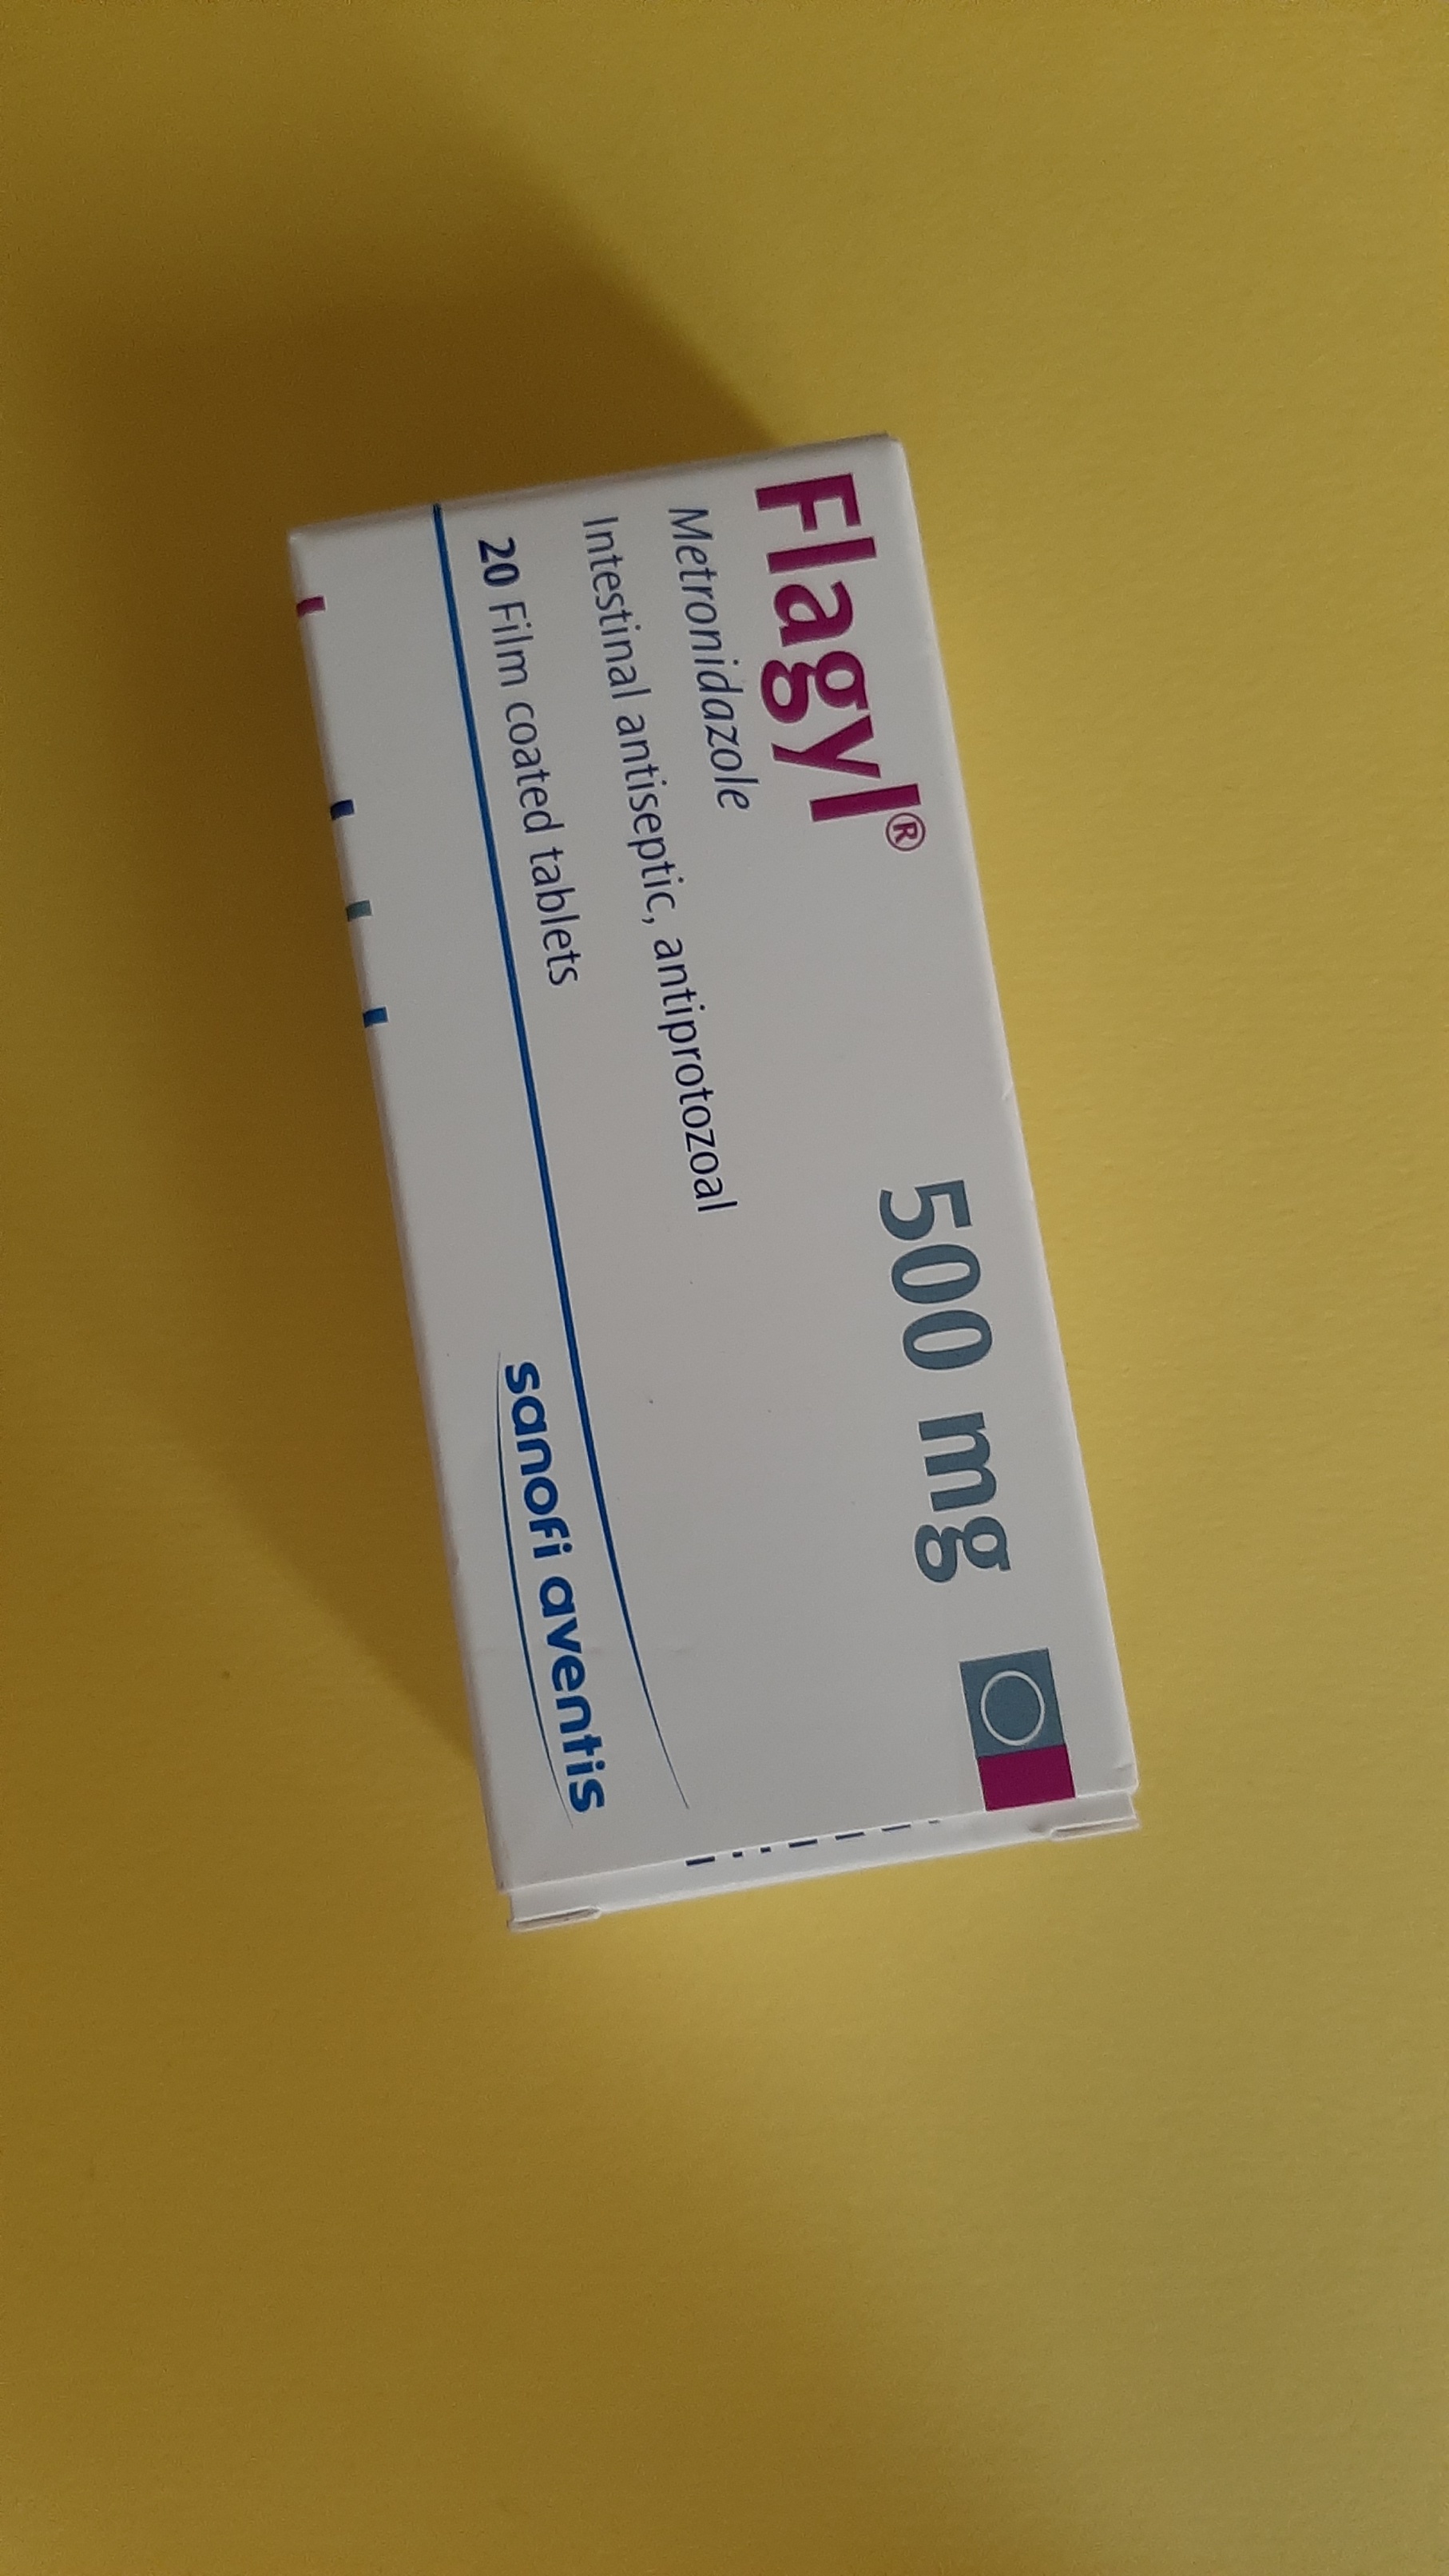 Flagyl®
500 mg
Metronidazole
Intestinal antiseptic, antiprotozoal
20 Film coated tablets
sanofi aventis